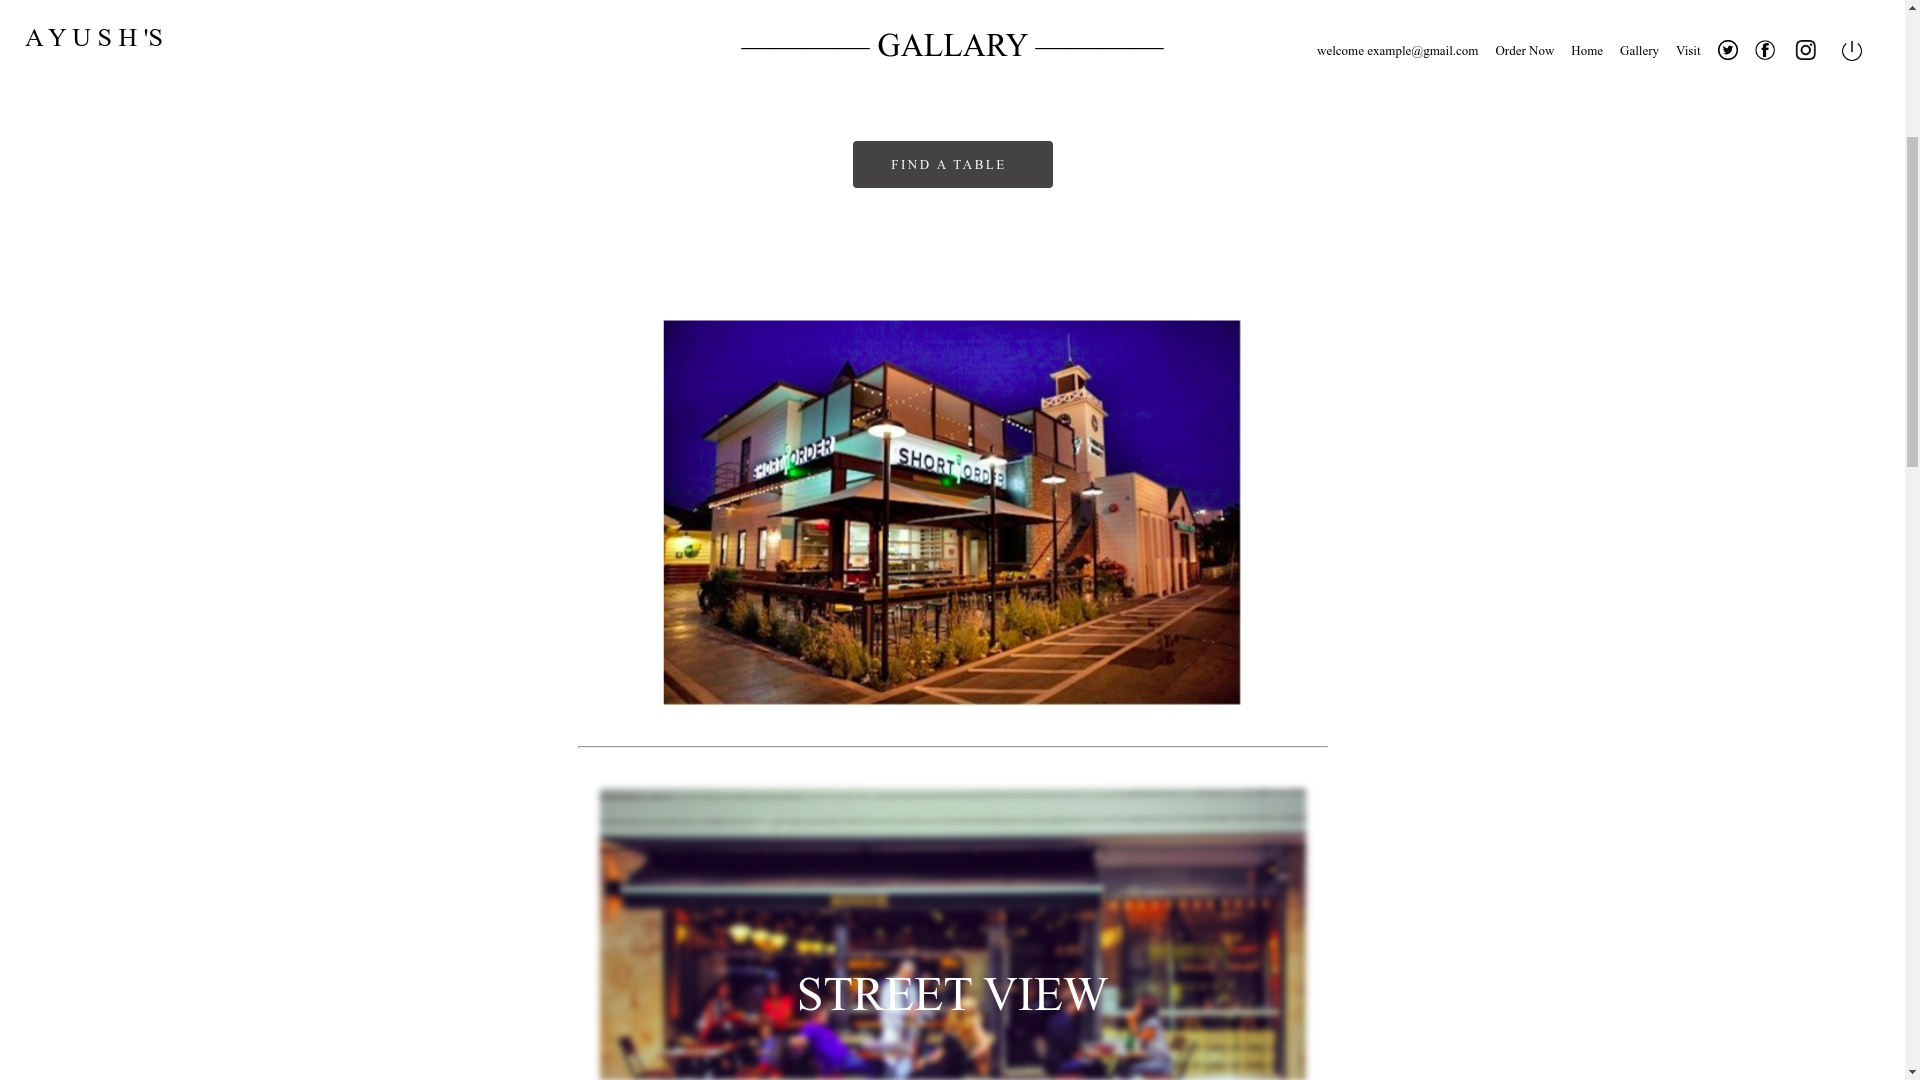 AYUSH'S
GALLARY
welcome example@gmail.com Order Now Home Gallery Visit
FIND A TABLE
SHORT ORDER
SHORT ORDER
STREET VIEW